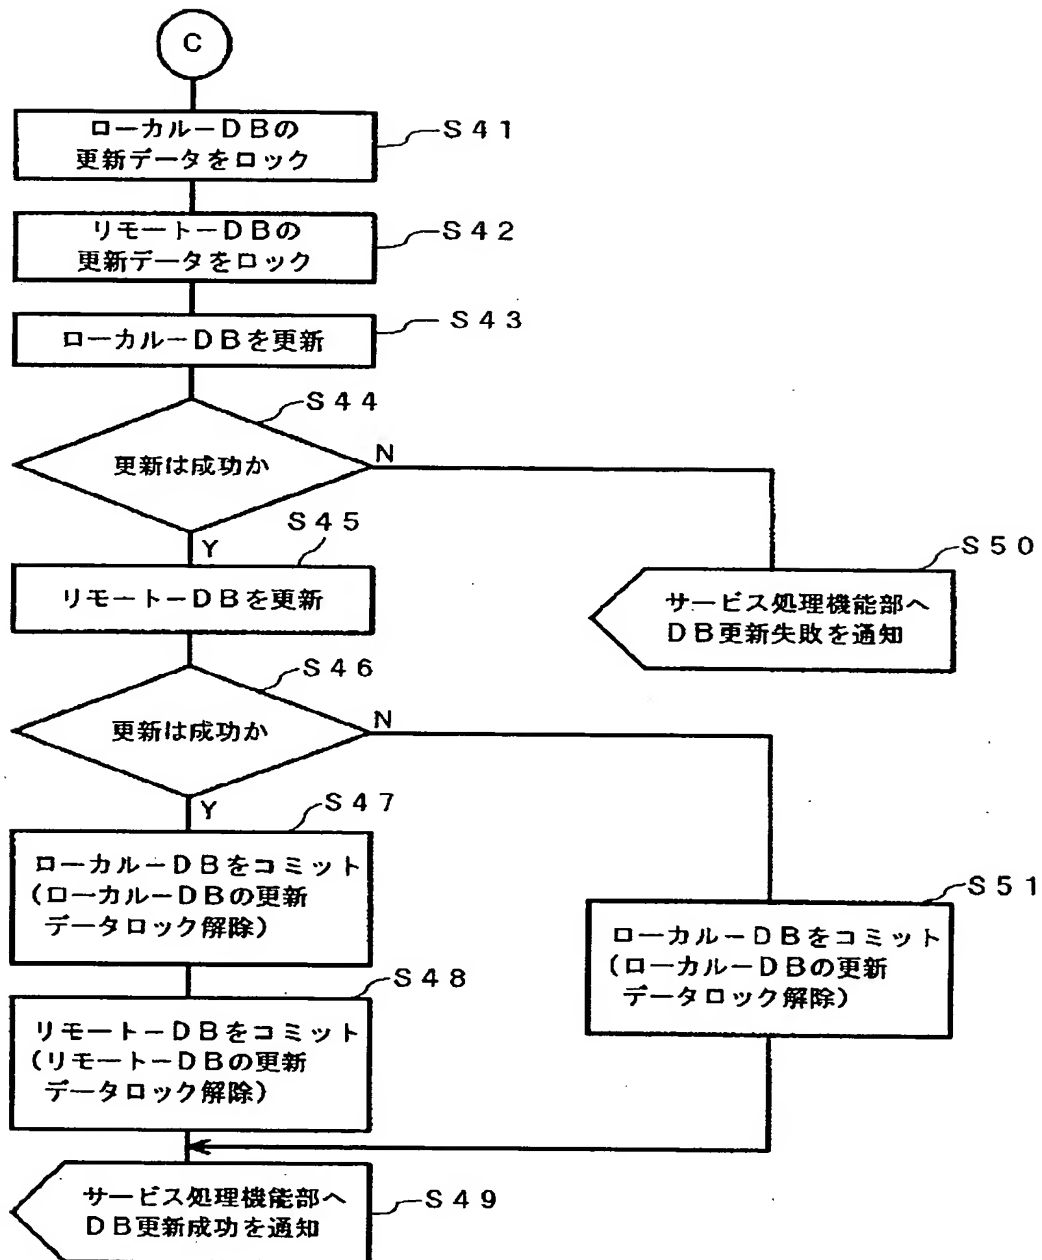 C
ローカル－ＤＢの
更新データをロック
Ｓ４１
リモート－ＤＢの
更新データをロック
Ｓ４２
ローカル－ＤＢを更新
Ｓ４３
更新は成功か
Ｓ４４
N
Y
リモート－ＤＢを更新
Ｓ４５
サービス処理機能部へ
ＤＢ更新失敗を通知
Ｓ５０
更新は成功か
Ｓ４６
N
Y
ローカル－ＤＢをコミット
(ローカル－ＤＢの更新
データロック解除)
Ｓ４７
ローカル－ＤＢをコミット
(ローカル－ＤＢの更新
データロック解除)
Ｓ５１
リモート－ＤＢをコミット
(リモート－ＤＢの更新
データロック解除)
Ｓ４８
サービス処理機能部へ
ＤＢ更新成功を通知
Ｓ４９